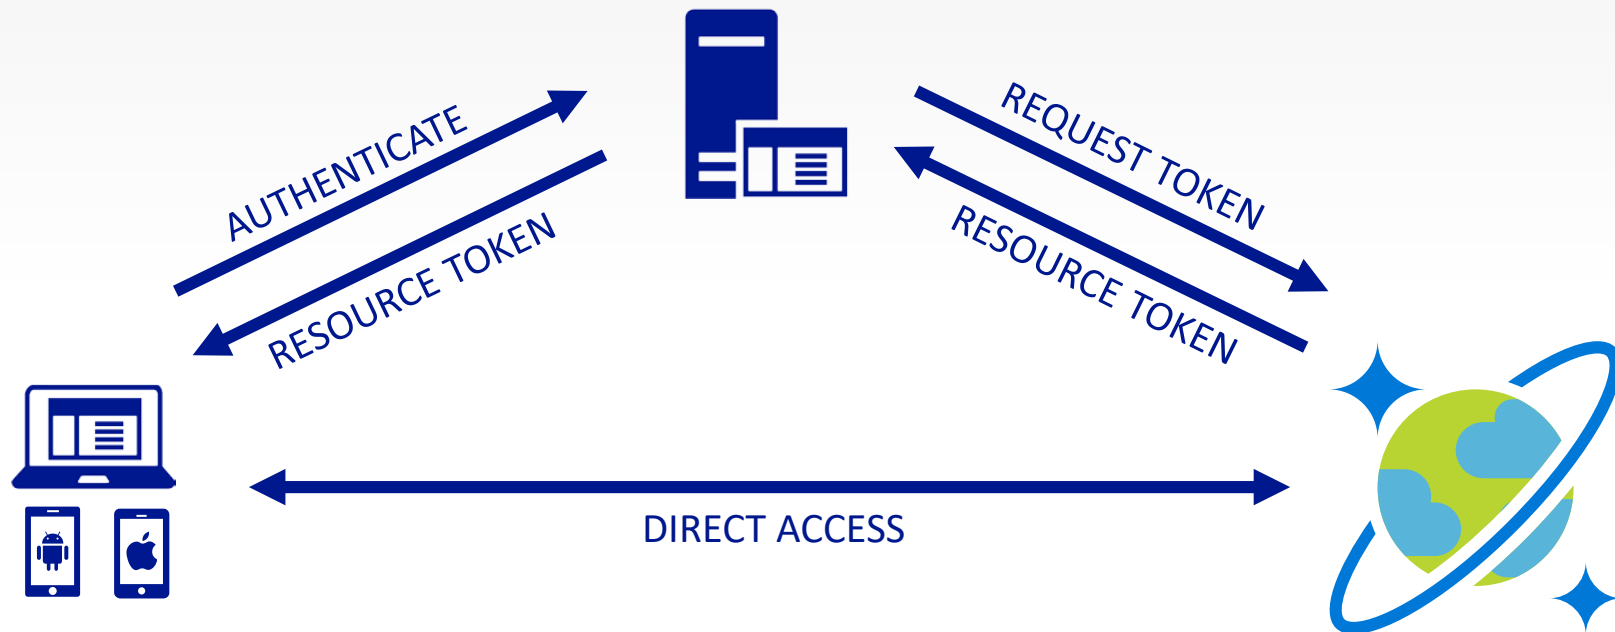 AUTHENTICATE
RESOURCE TOKEN
REQUEST TOKEN
RESOURCE TOKEN
DIRECT ACCESS